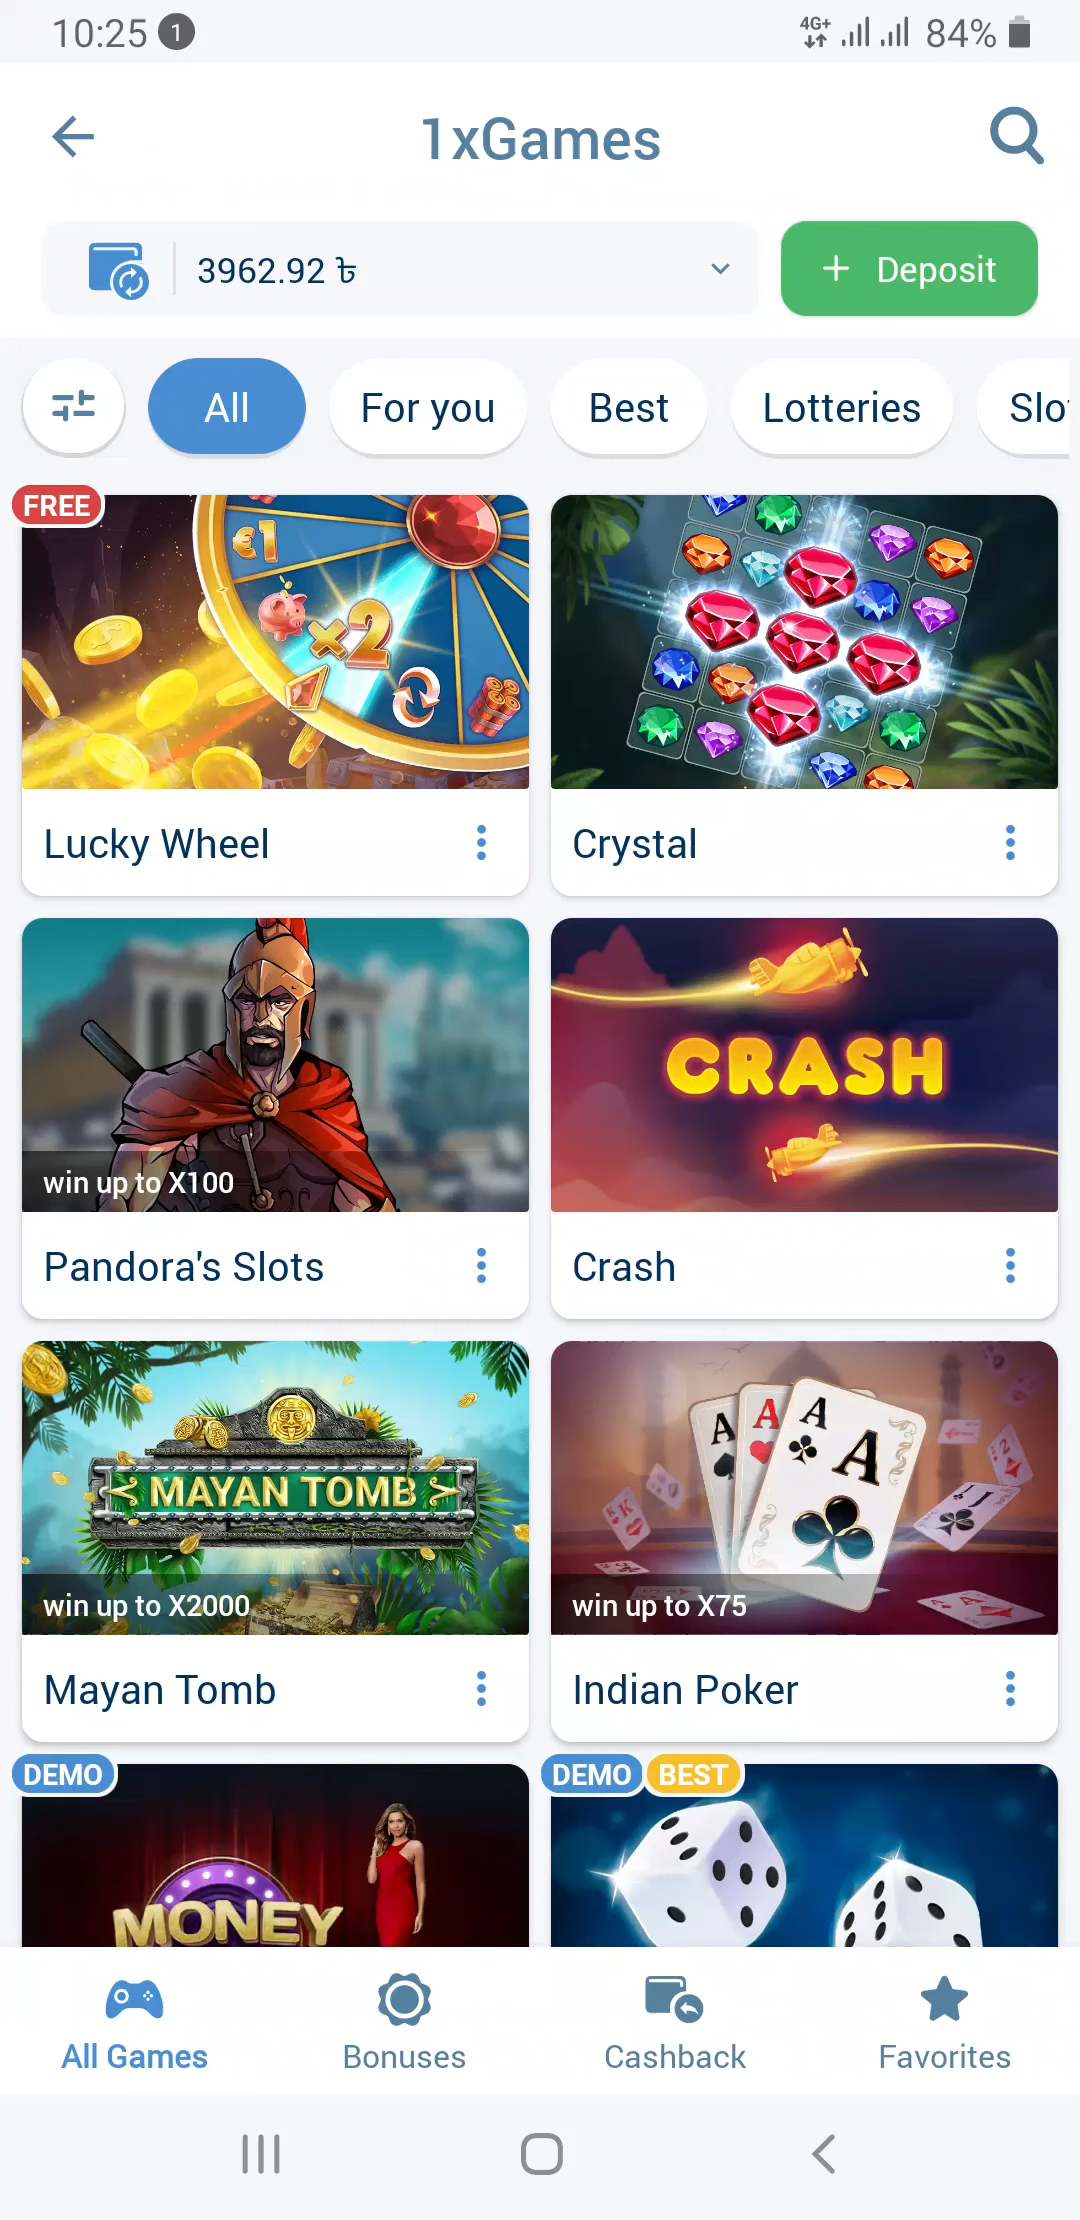 10:25 1 4G+ 84%
1xGames
3962.92 ৳ + Deposit
All For you Best Lotteries Slo
FREE
€1
x2
Lucky Wheel Crystal
CRASH
win up to X100
Pandora's Slots Crash
MAYAN TOMB
A A A A
K J 2
win up to X2000 win up to X75
Mayan Tomb Indian Poker
DEMO DEMO BEST
MONEY
All Games Bonuses Cashback Favorites